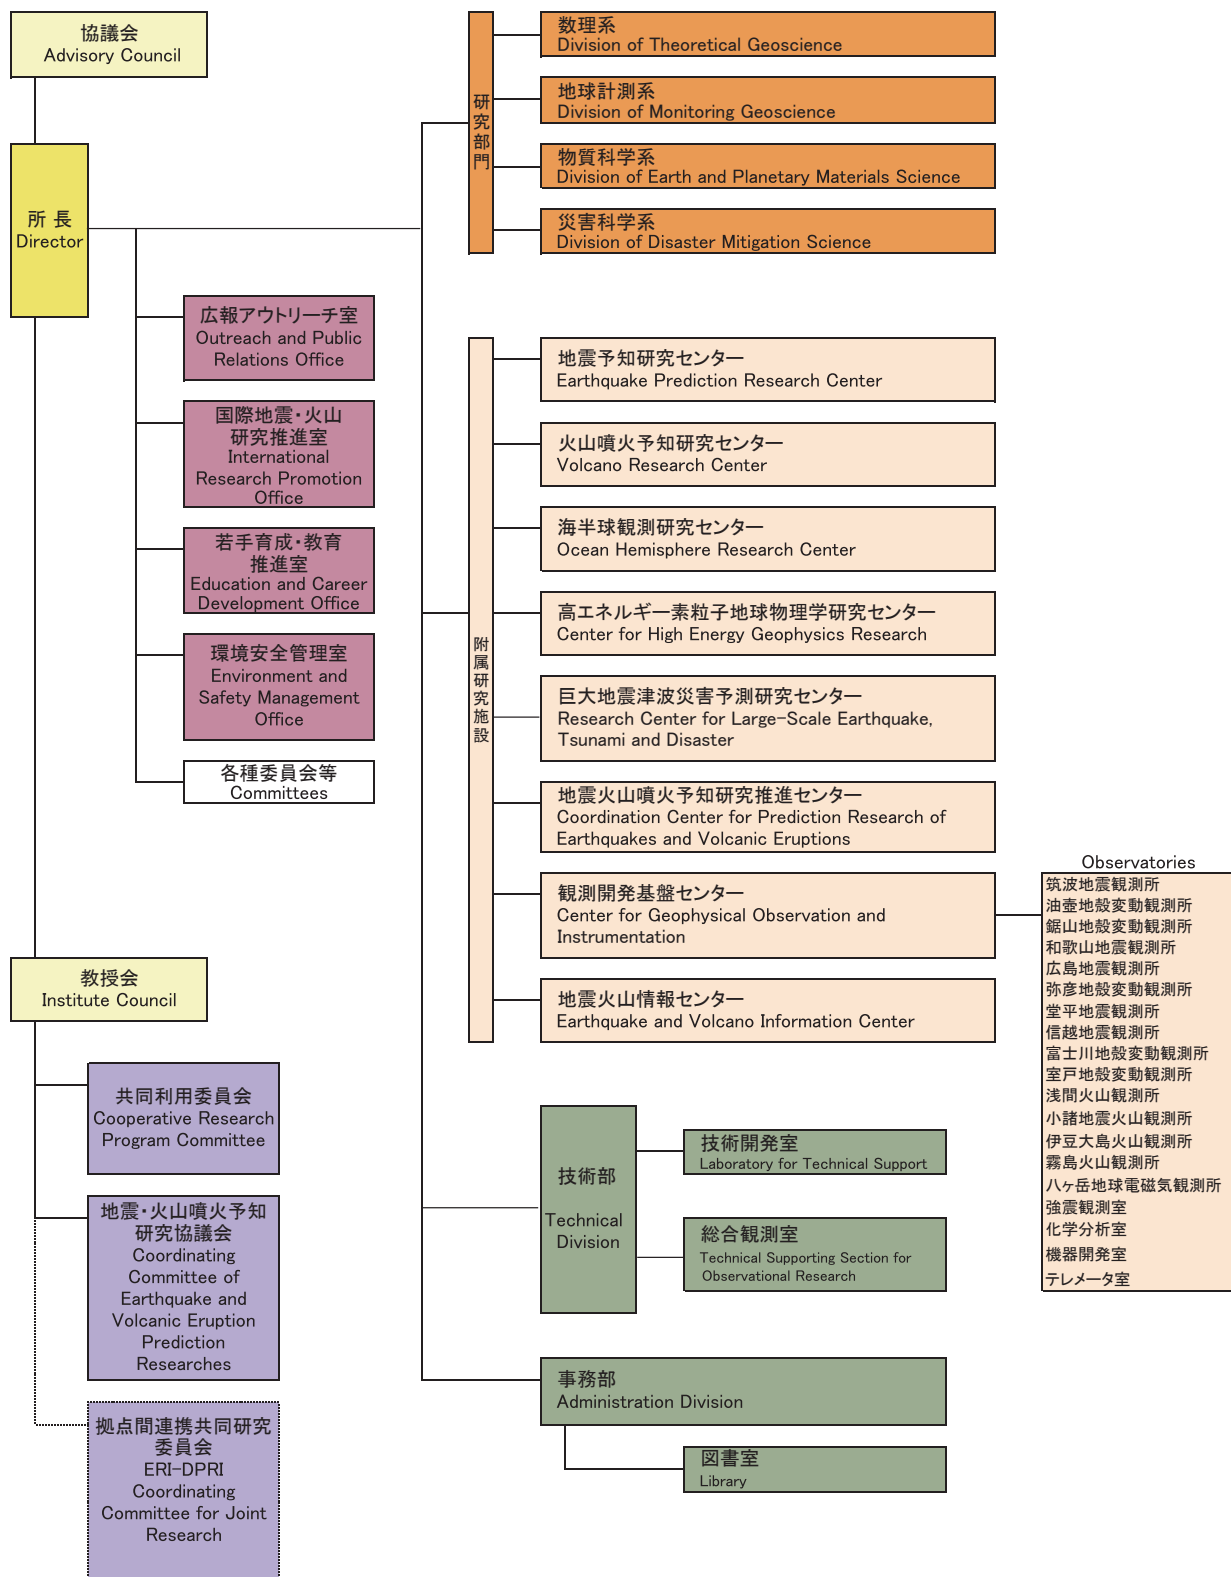 協議会
Advisory Council
所 長
Director
広報アウトリーチ室
Outreach and Public
Relations Office
国際地震・火山
研究推進室
International
Research Promotion
Office
若手育成・教育
推進室
Education and Career
Development Office
環境安全管理室
Environment and
Safety Management
Office
各種委員会等
Committees
教授会
Institute Council
共同利用委員会
Cooperative Research
Program Committee
地震・火山噴火予知
研究協議会
Coordinating
Committee of
Earthquake and
Volcanic Eruption
Prediction
Researches
拠点間連携共同研究
委員会
ERI-DPRI
Coordinating
Committee for Joint
Research
研究部門
数理系
Division of Theoretical Geoscience
地球計測系
Division of Monitoring Geoscience
物質科学系
Division of Earth and Planetary Materials Science
災害科学系
Division of Disaster Mitigation Science
附属研究施設
地震予知研究センター
Earthquake Prediction Research Center
火山噴火予知研究センター
Volcano Research Center
海半球観測研究センター
Ocean Hemisphere Research Center
高エネルギー素粒子地球物理学研究センター
Center for High Energy Geophysics Research
巨大地震津波災害予測研究センター
Research Center for Large-Scale Earthquake,
Tsunami and Disaster
地震火山噴火予知研究推進センター
Coordination Center for Prediction Research of
Earthquakes and Volcanic Eruptions
観測開発基盤センター
Center for Geophysical Observation and
Instrumentation
地震火山情報センター
Earthquake and Volcano Information Center
Observatories
筑波地震観測所
油壺地殻変動観測所
鋸山地殻変動観測所
和歌山地震観測所
広島地震観測所
弥彦地殻変動観測所
堂平地震観測所
信越地震観測所
富士川地殻変動観測所
室戸地殻変動観測所
浅間火山観測所
小諸地震火山観測所
伊豆大島火山観測所
霧島火山観測所
八ヶ岳地球電磁気観測所
強震観測室
化学分析室
機器開発室
テレメータ室
技術部
Technical
Division
技術開発室
Laboratory for Technical Support
総合観測室
Technical Supporting Section for
Observational Research
事務部
Administration Division
図書室
Library